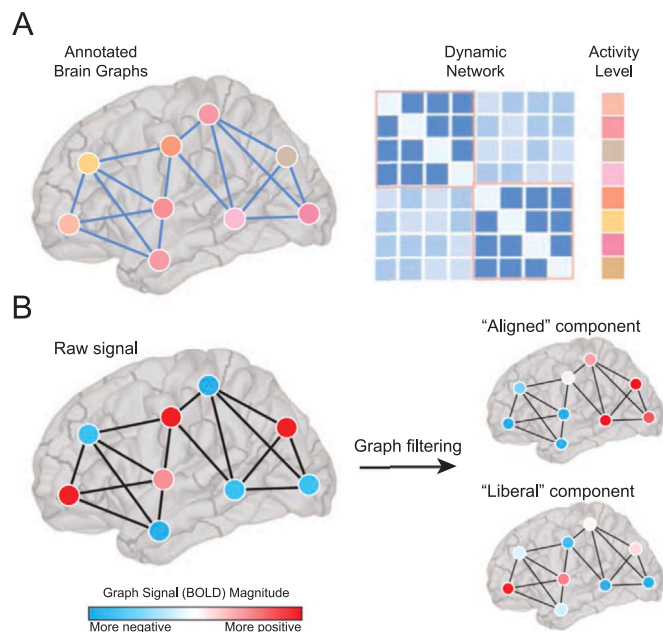 A
Annotated
Brain Graphs
Dynamic
Network
Activity
Level
B
Raw signal
Graph filtering
“Aligned” component
“Liberal” component
Graph Signal (BOLD) Magnitude
More negative
More positive